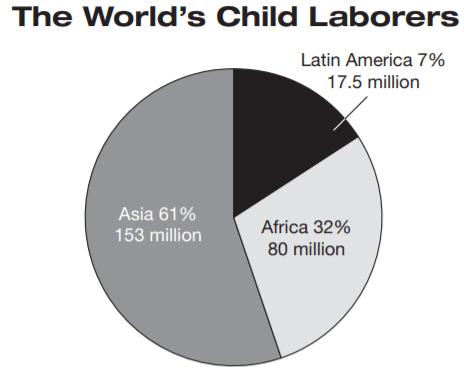 The World's Child Laborers
Latin America 7%
17.5 million
Asia 61%
153 million
Africa 32%
80 million